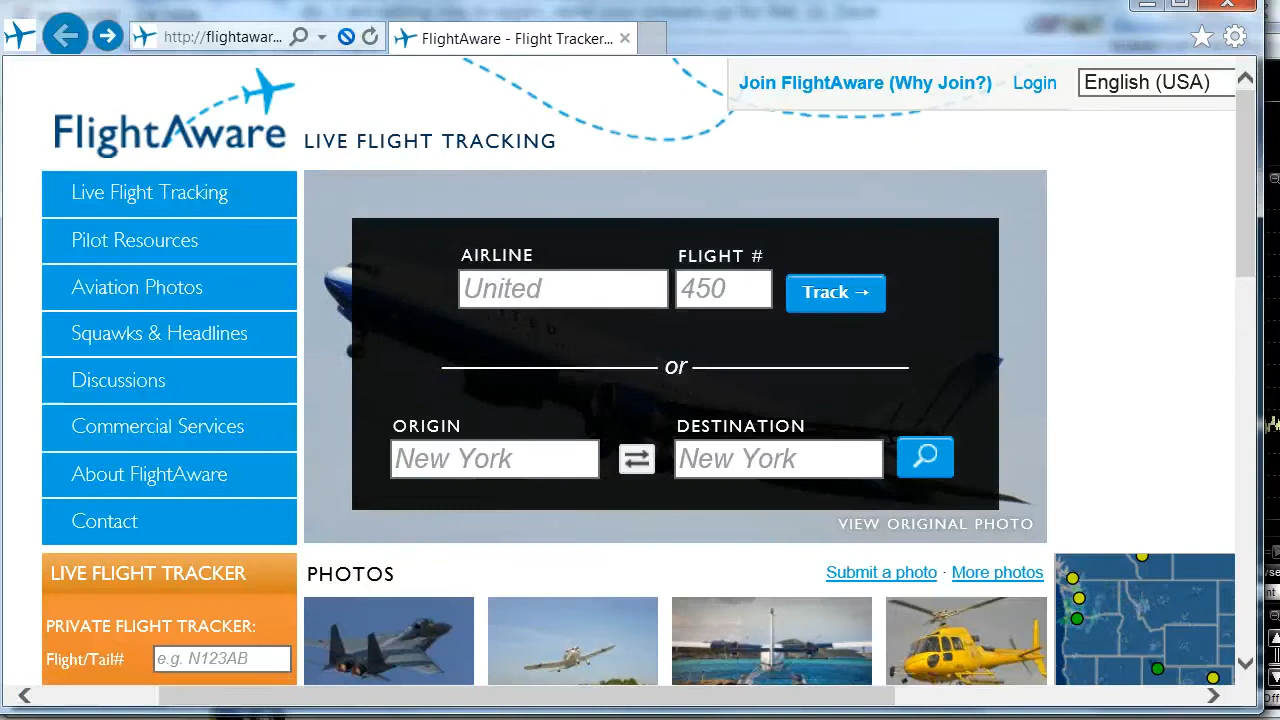 http://flightawar...
FlightAware - Flight Tracker...
Join FlightAware (Why Join?)
Login
English (USA)
FlightAware
LIVE FLIGHT TRACKING
Live Flight Tracking
Pilot Resources
Aviation Photos
Squawks & Headlines
Discussions
Commercial Services
About FlightAware
Contact
AIRLINE
FLIGHT #
United
450
Track →
or
ORIGIN
DESTINATION
New York
New York
VIEW ORIGINAL PHOTO
LIVE FLIGHT TRACKER
PRIVATE FLIGHT TRACKER:
Flight/Tail#
e.g. N123AB
PHOTOS
Submit a photo · More photos